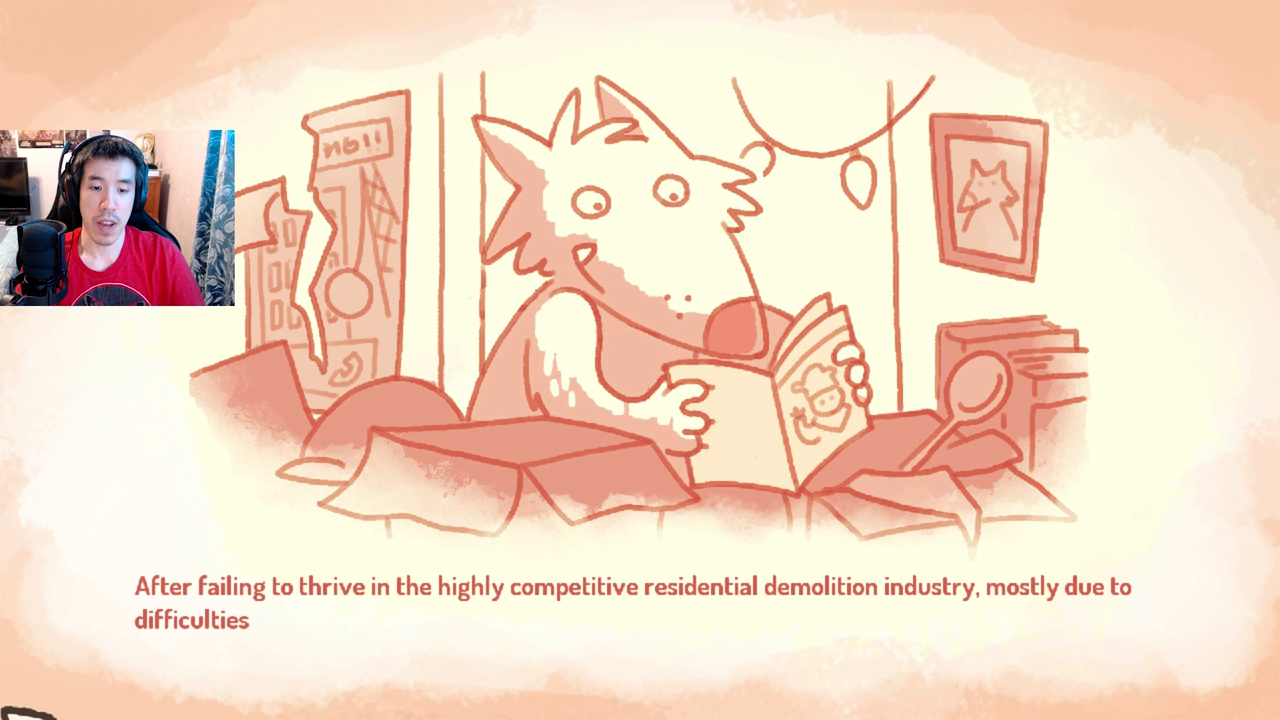 After failing to thrive in the highly competitive residential demolition industry, mostly due to
difficulties